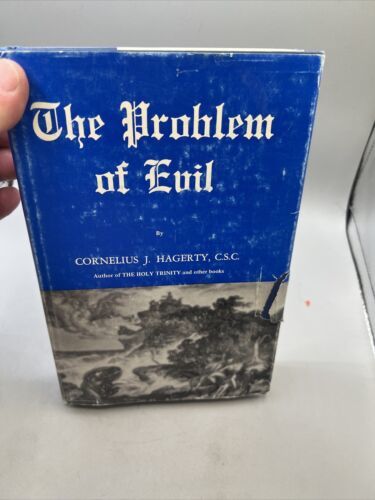 The Problem
of Evil
By
CORNELIUS J. HAGERTY, C.S.C.
Author of THE HOLY TRINITY and other books